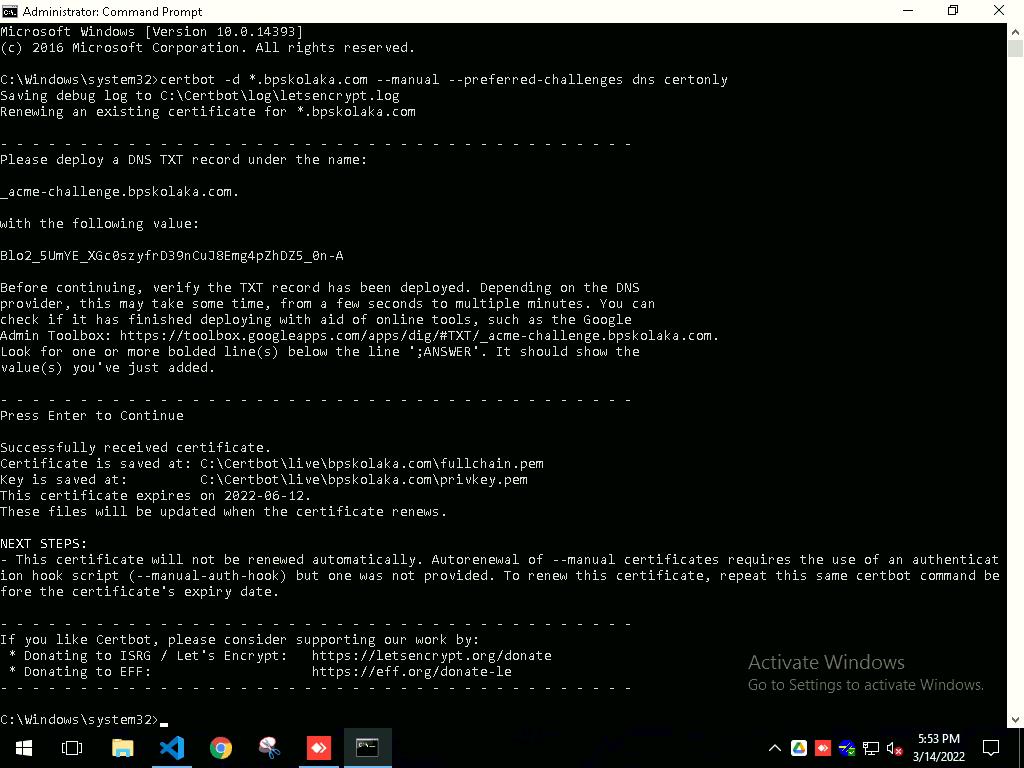 Administrator: Command Prompt
Microsoft Windows [Version 10.0.14393]
(c) 2016 Microsoft Corporation. All rights reserved.
C:\Windows\system32>certbot -d *.bpskolaka.com --manual --preferred-challenges dns certonly
Saving debug log to C:\Certbot\log\letsencrypt.log
Renewing an existing certificate for *.bpskolaka.com
- - - - - - - - - - - - - - - - - - - - - - - - - - - - - - - - - - - - - - - -
Please deploy a DNS TXT record under the name:
_acme-challenge.bpskolaka.com.
with the following value:
Blo2_5UmYE_XGc0szyfrD39nCuJ8Emg4pZhDZ5_0n-A
Before continuing, verify the TXT record has been deployed. Depending on the DNS
provider, this may take some time, from a few seconds to multiple minutes. You can
check if it has finished deploying with aid of online tools, such as the Google
Admin Toolbox: https://toolbox.googleapps.com/apps/dig/#TXT/_acme-challenge.bpskolaka.com.
Look for one or more bolded line(s) below the line ';ANSWER'. It should show the
value(s) you've just added.
- - - - - - - - - - - - - - - - - - - - - - - - - - - - - - - - - - - - - - - -
Press Enter to Continue
Successfully received certificate.
Certificate is saved at: C:\Certbot\live\bpskolaka.com\fullchain.pem
Key is saved at:         C:\Certbot\live\bpskolaka.com\privkey.pem
This certificate expires on 2022-06-12.
These files will be updated when the certificate renews.
NEXT STEPS:
- This certificate will not be renewed automatically. Autorenewal of --manual certificates requires the use of an authenticat
ion hook script (--manual-auth-hook) but one was not provided. To renew this certificate, repeat this same certbot command be
fore the certificate's expiry date.
- - - - - - - - - - - - - - - - - - - - - - - - - - - - - - - - - - - - - - - -
If you like Certbot, please consider supporting our work by:
 * Donating to ISRG / Let's Encrypt:   https://letsencrypt.org/donate
 * Donating to EFF:                    https://eff.org/donate-le
- - - - - - - - - - - - - - - - - - - - - - - - - - - - - - - - - - - - - - - -
C:\Windows\system32>
Activate Windows
Go to Settings to activate Windows.
5:53 PM
3/14/2022